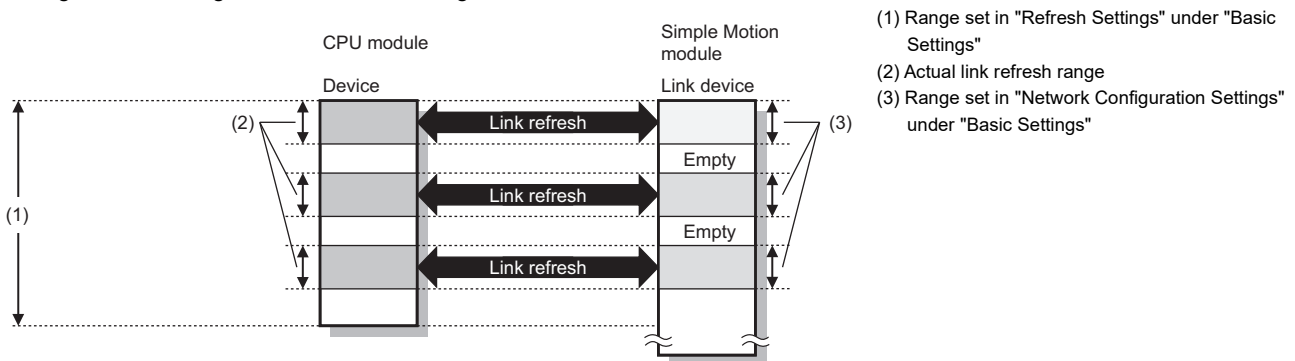 CPU module
Simple Motion
module
Device
Link device
(1)
(2)
(3)
Link refresh
Empty
Link refresh
Empty
Link refresh
(1) Range set in "Refresh Settings" under "Basic
Settings"
(2) Actual link refresh range
(3) Range set in "Network Configuration Settings"
under "Basic Settings"